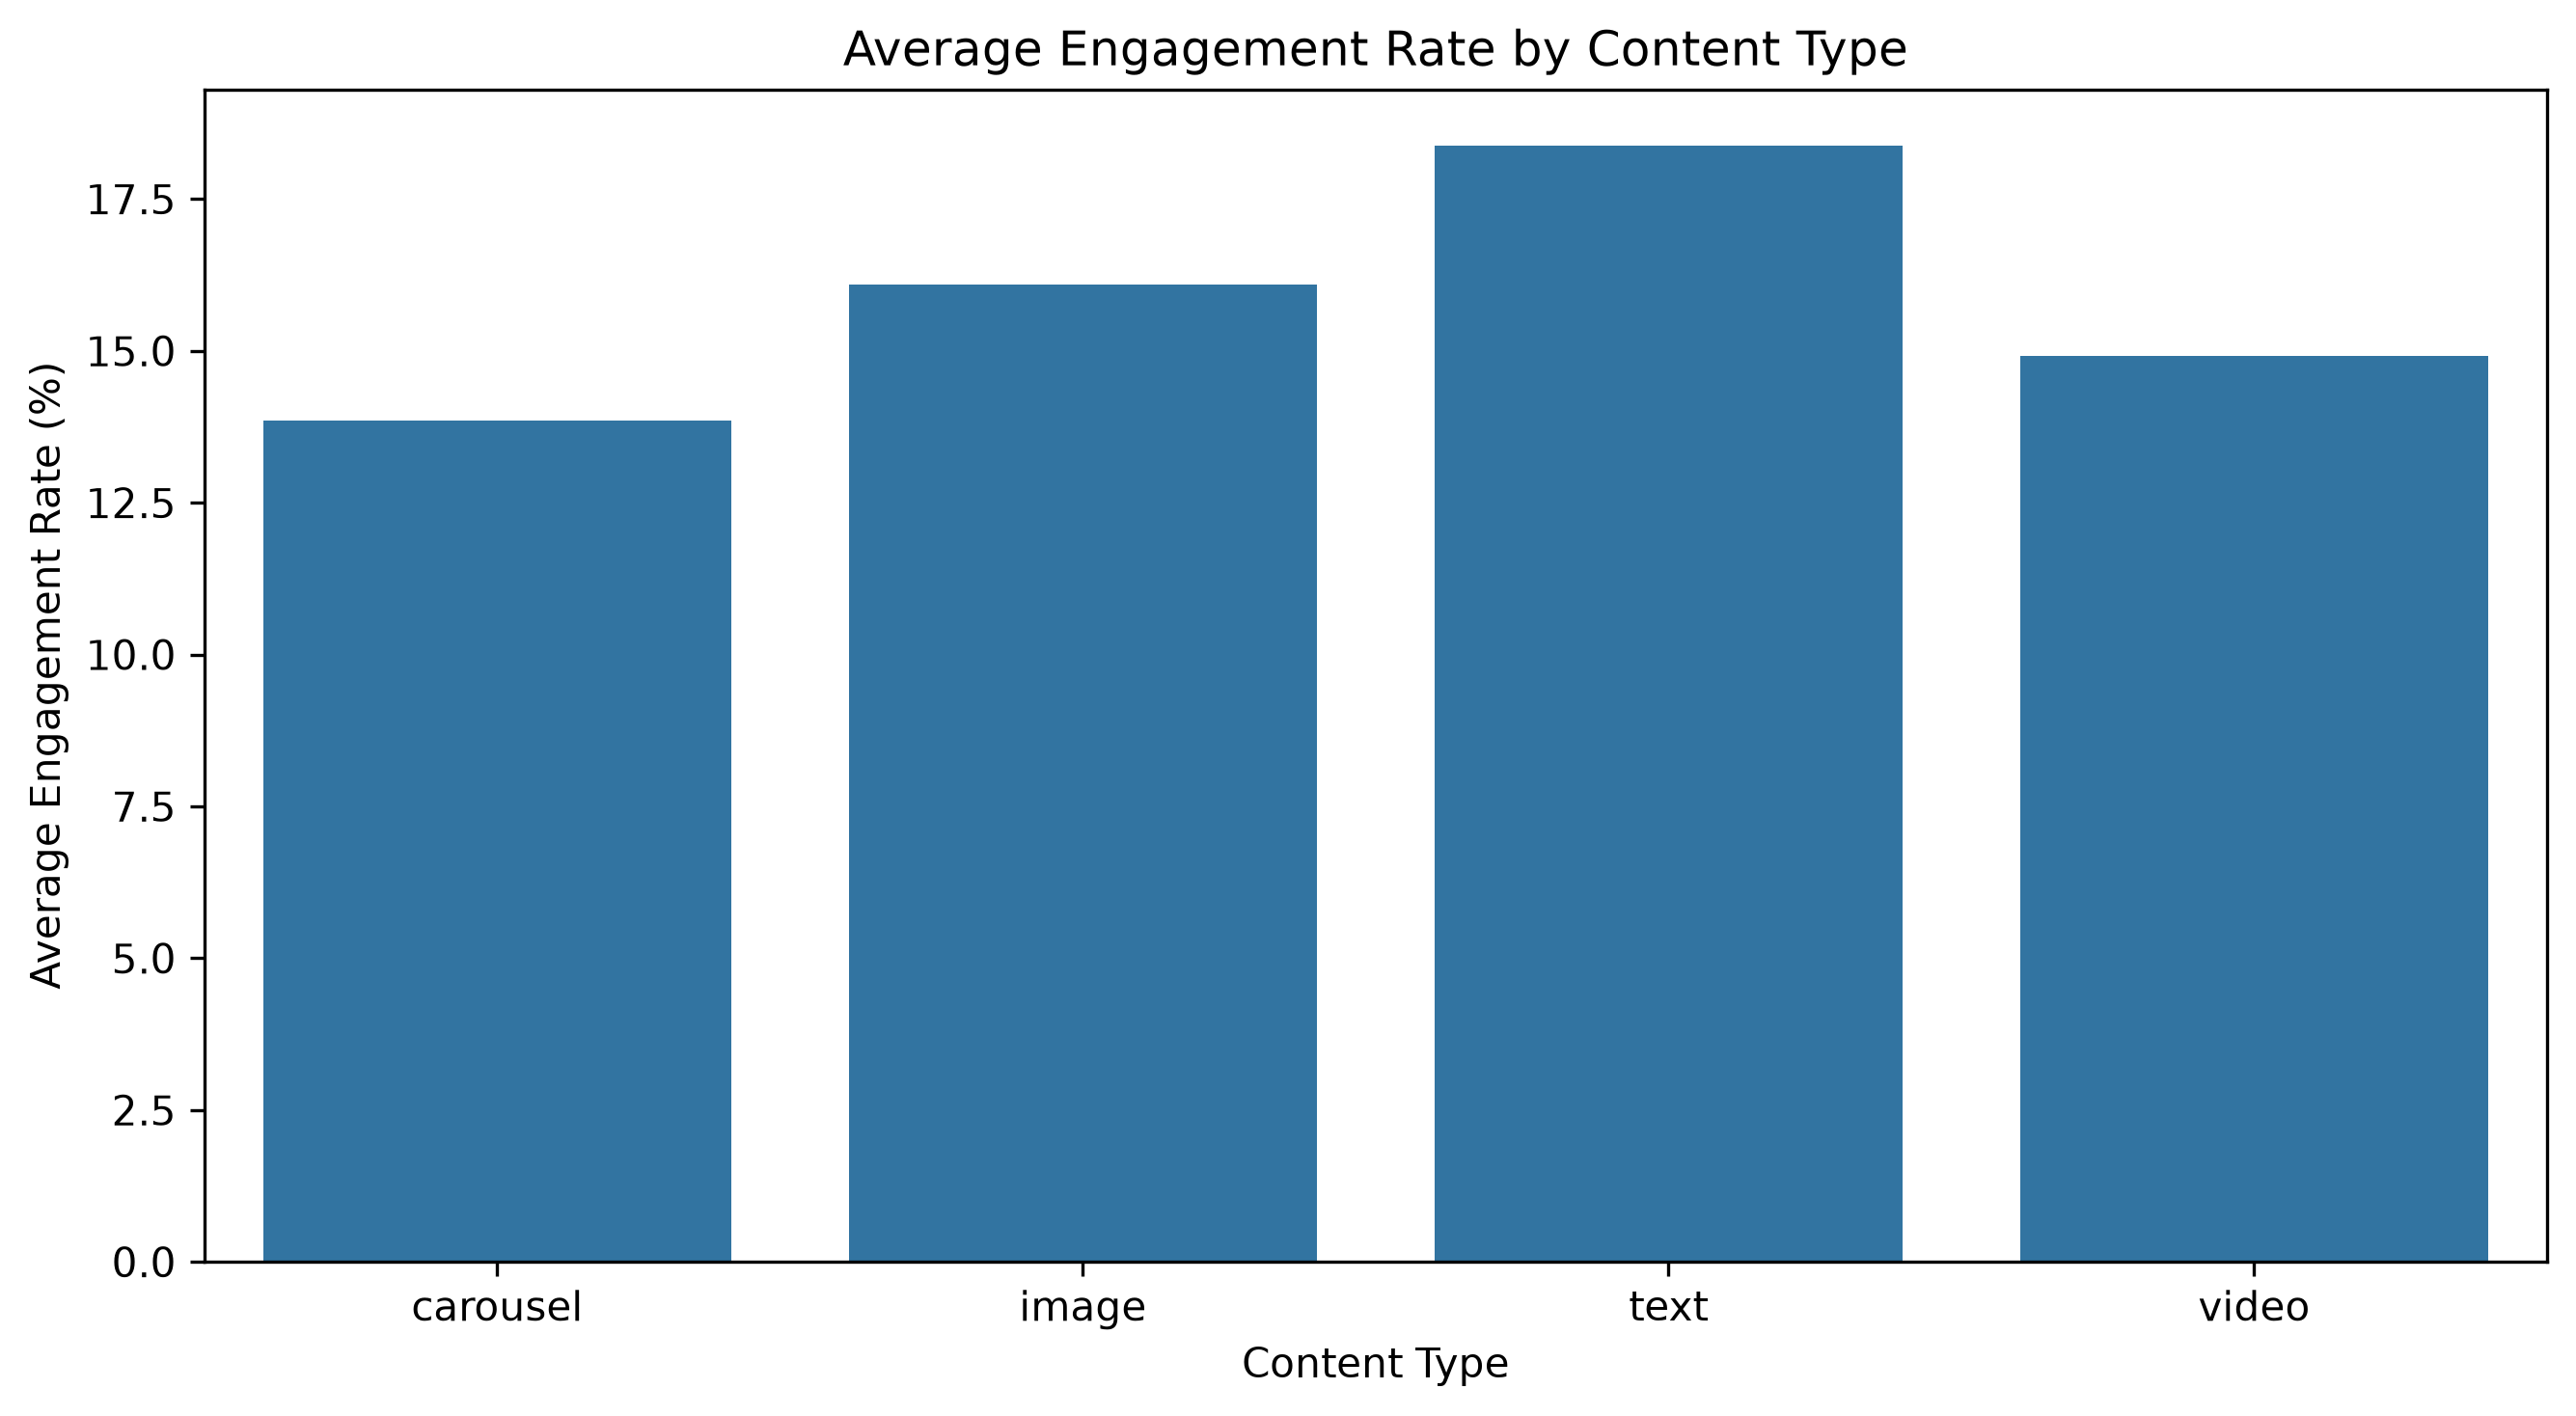 Average Engagement Rate by Content Type
Average Engagement Rate (%)
17.5
15.0
12.5
10.0
7.5
5.0
2.5
0.0
carousel image text video
Content Type